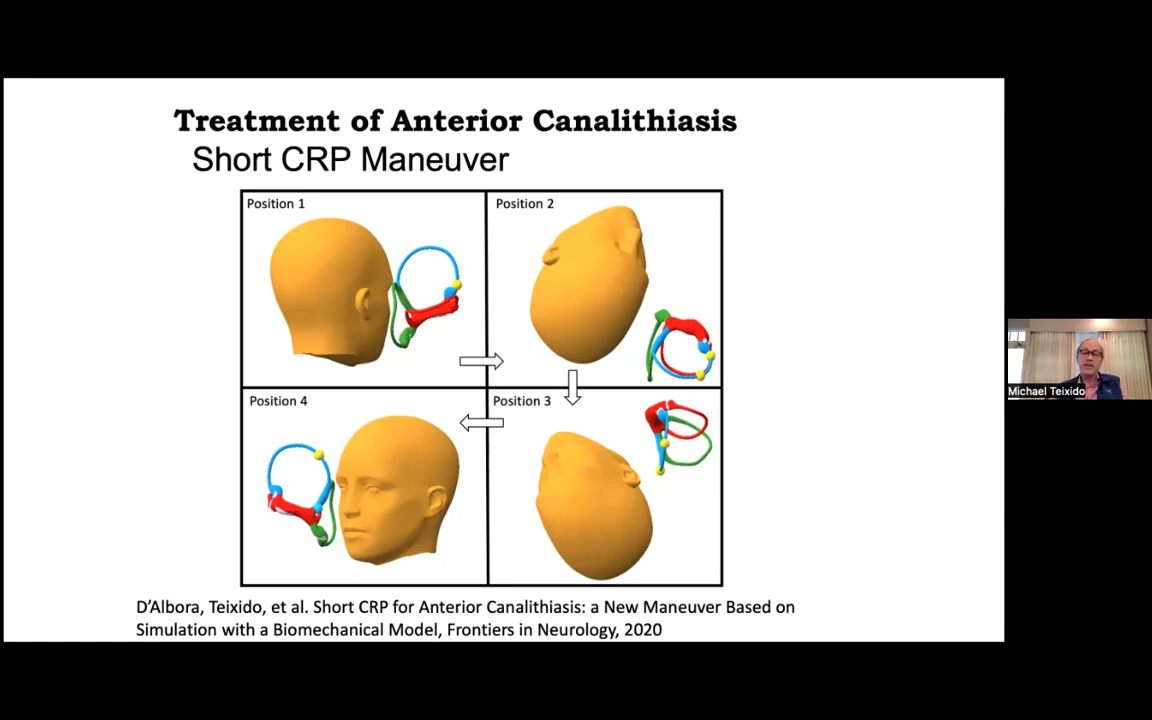 Treatment of Anterior Canalithiasis
Short CRP Maneuver
Position 1
Position 2
Position 4
Position 3
Michael Teixido
D’Albora, Teixido, et al. Short CRP for Anterior Canalithiasis: a New Maneuver Based on
Simulation with a Biomechanical Model, Frontiers in Neurology, 2020